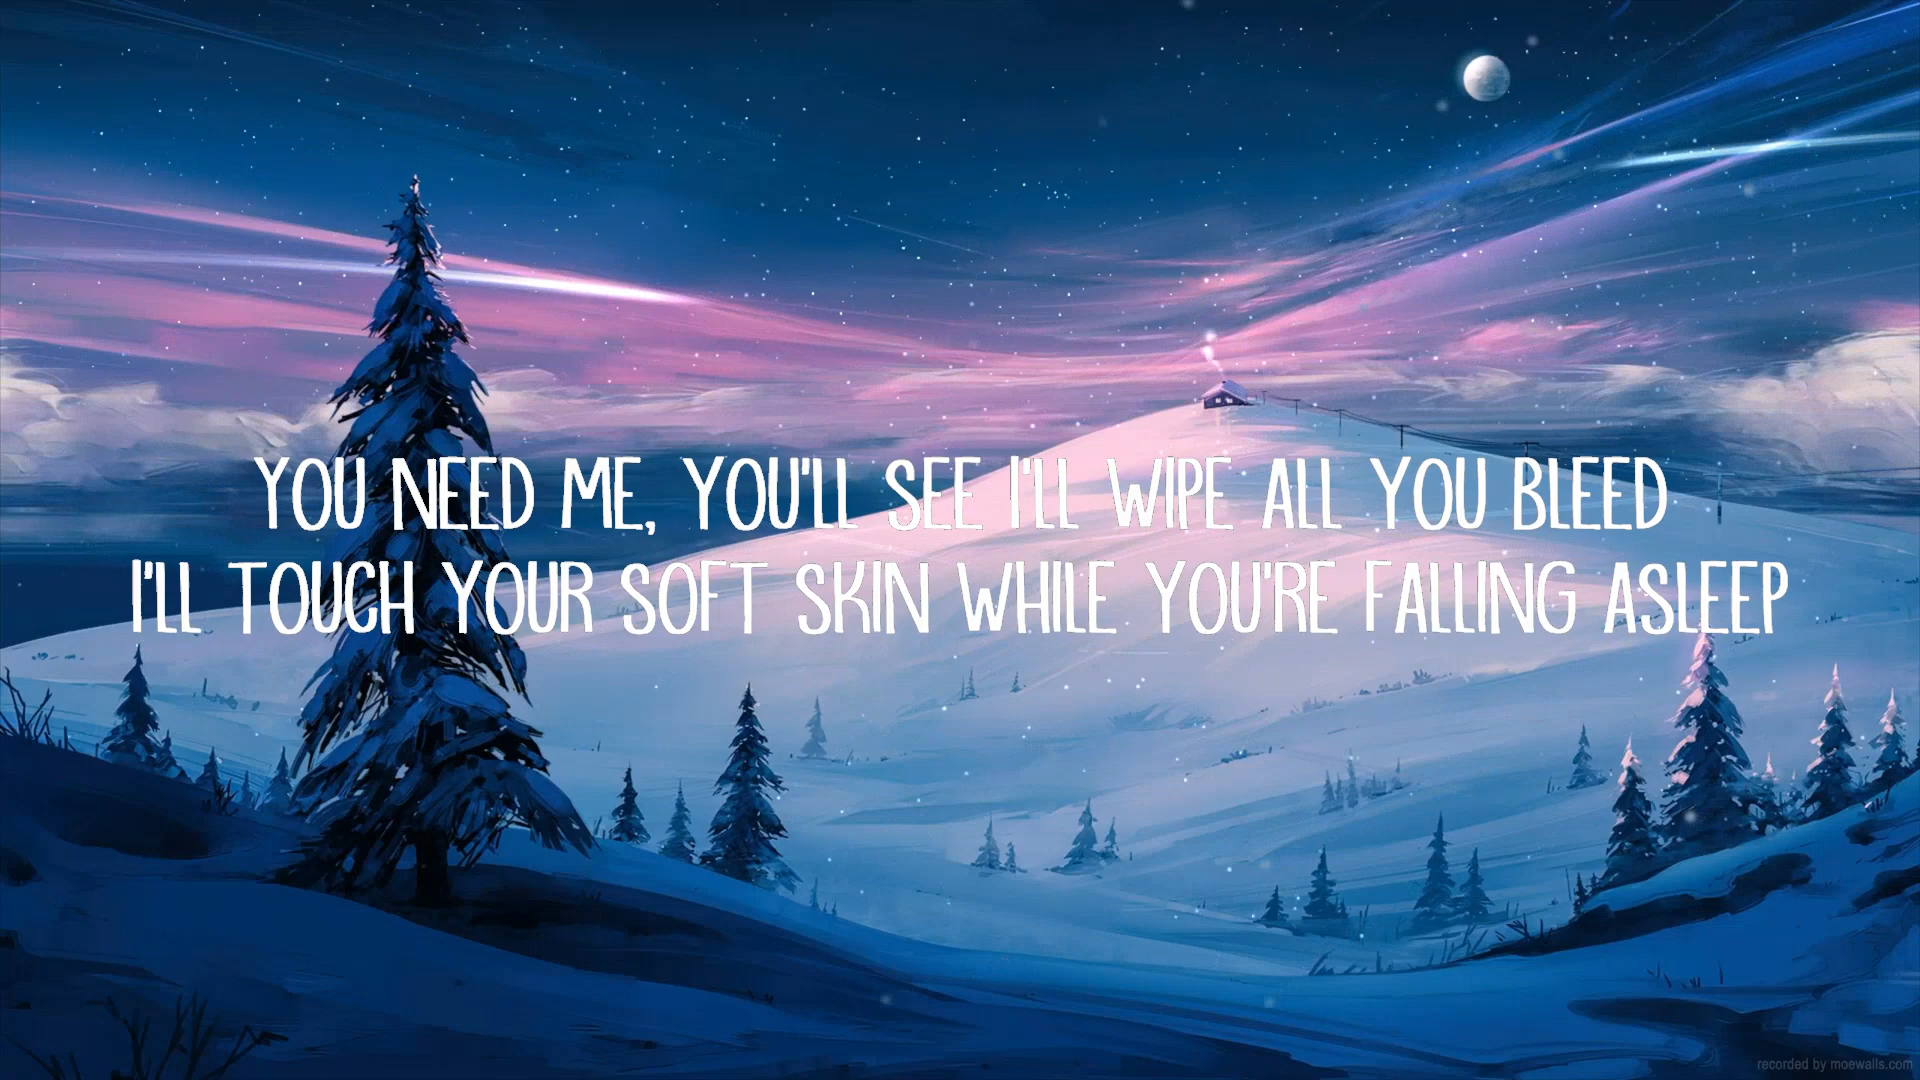 YOU NEED ME, YOU'LL SEE I'LL WIPE ALL YOU BLEED
I'LL TOUCH YOUR SOFT SKIN WHILE YOU'RE FALLING ASLEEP
recorded by moewalls.com